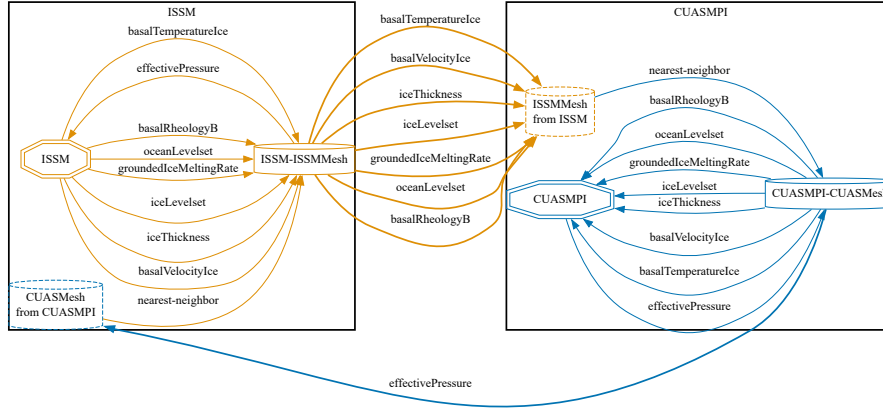 ISSM
CUASMPI
basalTemperatureIce
effectivePressure
basalRheologyB
oceanLevelset
groundedIceMeltingRate
iceLevelset
iceThickness
basalVelocityIce
nearest-neighbor
ISSM
ISSM-ISSMMesh
CUASMesh
from CUASMPI
basalTemperatureIce
basalVelocityIce
iceThickness
iceLevelset
groundedIceMeltingRate
oceanLevelset
basalRheologyB
ISSMMesh
from ISSM
nearest-neighbor
basalRheologyB
oceanLevelset
groundedIceMeltingRate
iceLevelset
iceThickness
basalVelocityIce
basalTemperatureIce
effectivePressure
CUASMPI
CUASMPI-CUASMes
effectivePressure